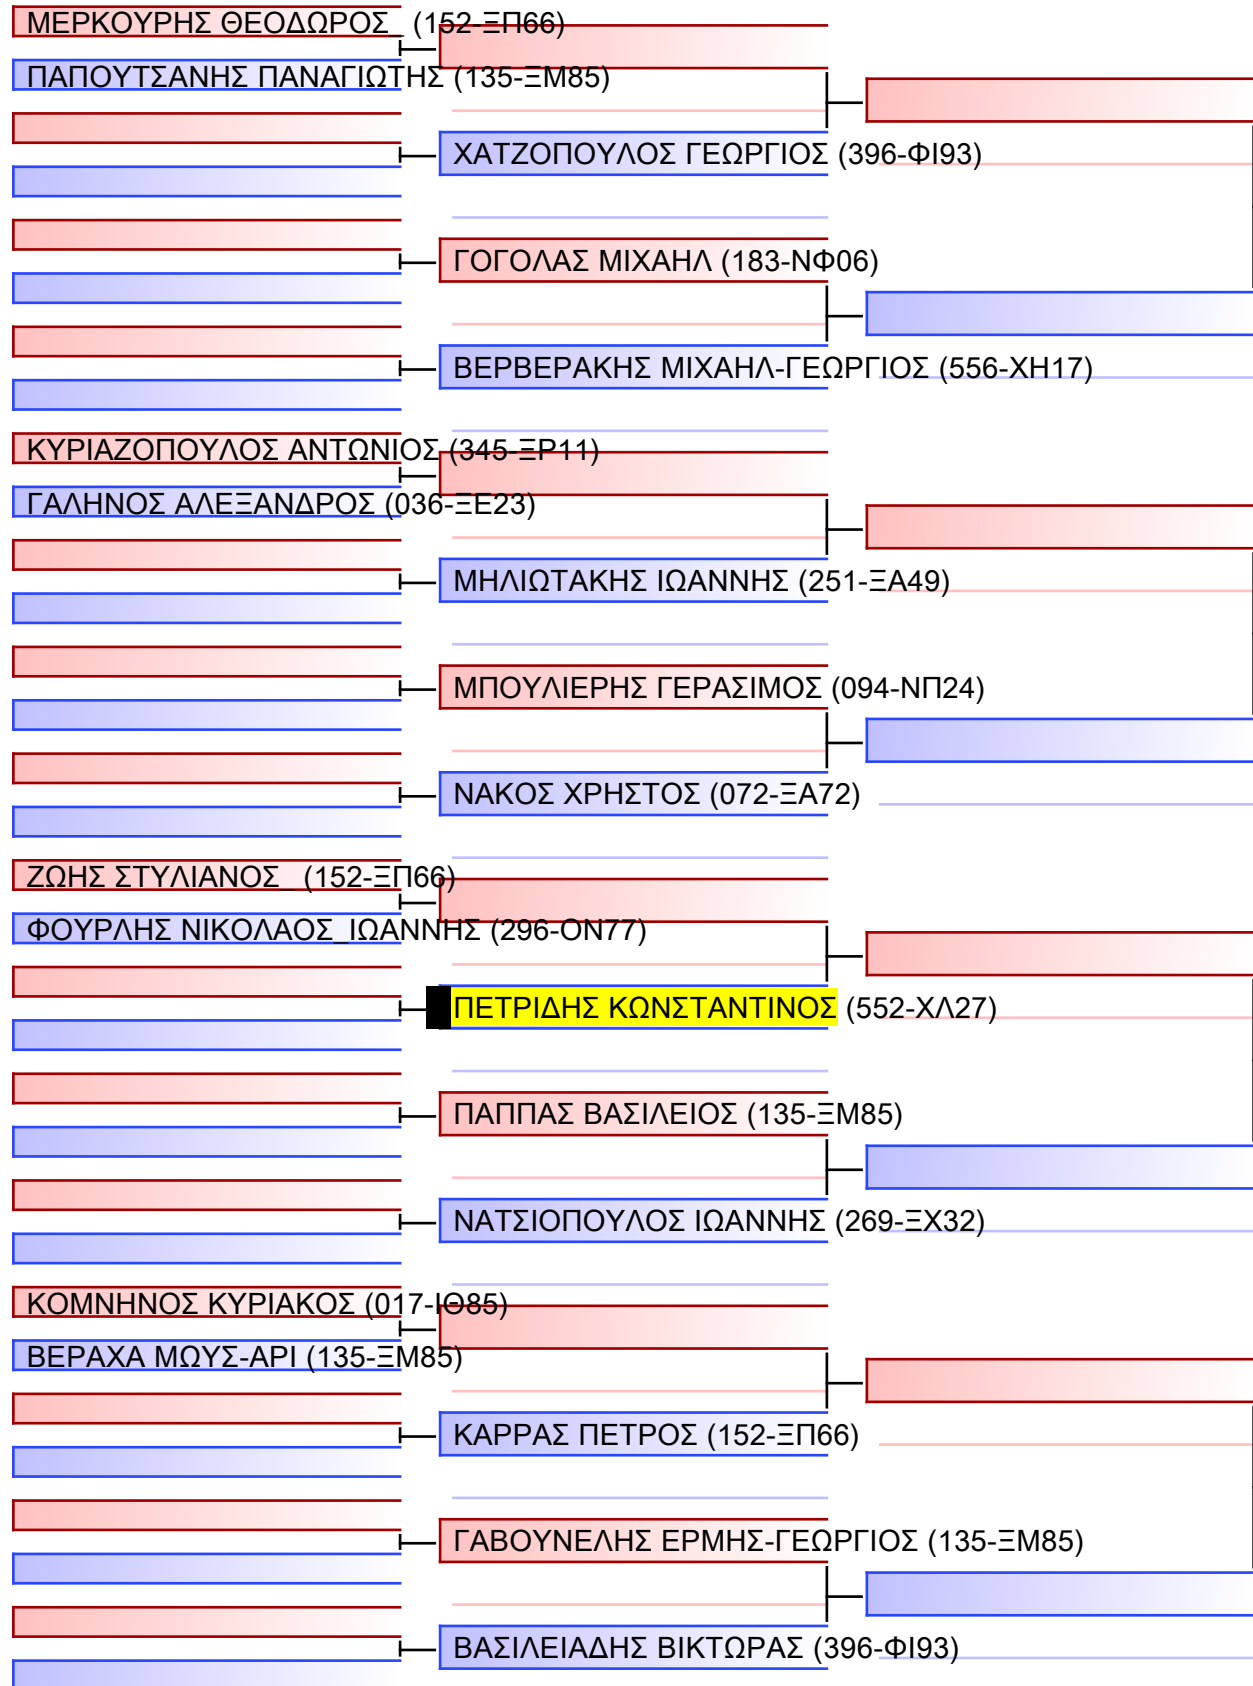 ΜΕΡΚΟΥΡΗΣ ΘΕΟΔΩΡΟΣ_ (152-ΞΠ66)
ΠΑΠΟΥΤΣΑΝΗΣ ΠΑΝΑΓΙΩΤΗΣ (135-ΞΜ85)
ΧΑΤΖΟΠΟΥΛΟΣ ΓΕΩΡΓΙΟΣ (396-ΦΙ93)
ΓΟΓΟΛΑΣ ΜΙΧΑΗΛ (183-ΝΦ06)
ΒΕΡΒΕΡΑΚΗΣ ΜΙΧΑΗΛ-ΓΕΩΡΓΙΟΣ (556-ΧΗ17)
ΚΥΡΙΑΖΟΠΟΥΛΟΣ ΑΝΤΩΝΙΟΣ (345-ΞΡ11)
ΓΑΛΗΝΟΣ ΑΛΕΞΑΝΔΡΟΣ (036-ΞΕ23)
ΜΗΛΙΩΤΑΚΗΣ ΙΩΑΝΝΗΣ (251-ΞΑ49)
ΜΠΟΥΛΙΕΡΗΣ ΓΕΡΑΣΙΜΟΣ (094-ΝΠ24)
ΝΑΚΟΣ ΧΡΗΣΤΟΣ (072-ΞΑ72)
ΖΩΗΣ ΣΤΥΛΙΑΝΟΣ_ (152-ΞΠ66)
ΦΟΥΡΛΗΣ ΝΙΚΟΛΑΟΣ_ΙΩΑΝΝΗΣ (296-ΟΝ77)
ΠΕΤΡΙΔΗΣ ΚΩΝΣΤΑΝΤΙΝΟΣ (552-ΧΛ27)
ΠΑΠΠΑΣ ΒΑΣΙΛΕΙΟΣ (135-ΞΜ85)
ΝΑΤΣΙΟΠΟΥΛΟΣ ΙΩΑΝΝΗΣ (269-ΞΧ32)
ΚΟΜΝΗΝΟΣ ΚΥΡΙΑΚΟΣ (017-ΙΘ85)
ΒΕΡΑΧΑ ΜΩΥΣ-ΑΡΙ (135-ΞΜ85)
ΚΑΡΡΑΣ ΠΕΤΡΟΣ (152-ΞΠ66)
ΓΑΒΟΥΝΕΛΗΣ ΕΡΜΗΣ-ΓΕΩΡΓΙΟΣ (135-ΞΜ85)
ΒΑΣΙΛΕΙΑΔΗΣ ΒΙΚΤΩΡΑΣ (396-ΦΙ93)